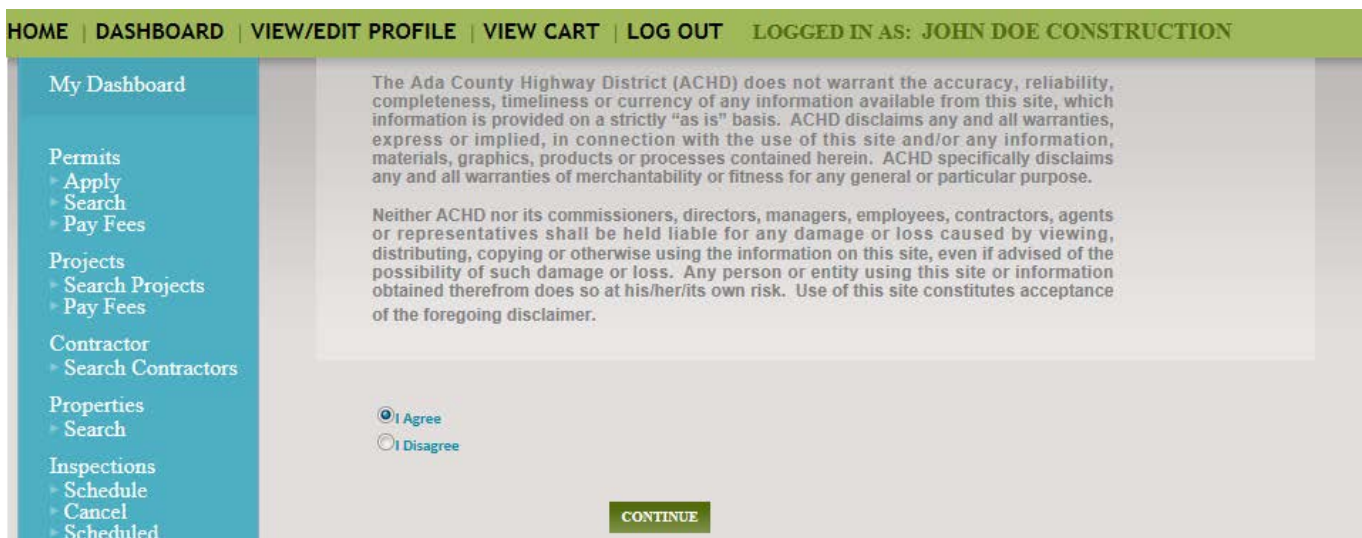 HOME | DASHBOARD | VIEW/EDIT PROFILE | VIEW CART | LOG OUT LOGGED IN AS: JOHN DOE CONSTRUCTION
My Dashboard
Permits
Apply
Search
Pay Fees
Projects
Search Projects
Pay Fees
Contractor
Search Contractors
Properties
Search
Inspections
Schedule
Cancel
Scheduled
The Ada County Highway District (ACHD) does not warrant the accuracy, reliability,
completeness, timeliness or currency of any information available from this site, which
information is provided on a strictly “as is” basis. ACHD disclaims any and all warranties,
express or implied, in connection with the use of this site and/or any information,
materials, graphics, products or processes contained herein. ACHD specifically disclaims
any and all warranties of merchantability or fitness for any general or particular purpose.
Neither ACHD nor its commissioners, directors, managers, employees, contractors, agents
or representatives shall be held liable for any damage or loss caused by viewing,
distributing, copying or otherwise using the information on this site, even if advised of the
possibility of such damage or loss. Any person or entity using this site or information
obtained therefrom does so at his/her/its own risk. Use of this site constitutes acceptance
of the foregoing disclaimer.
I Agree
I Disagree
CONTINUE